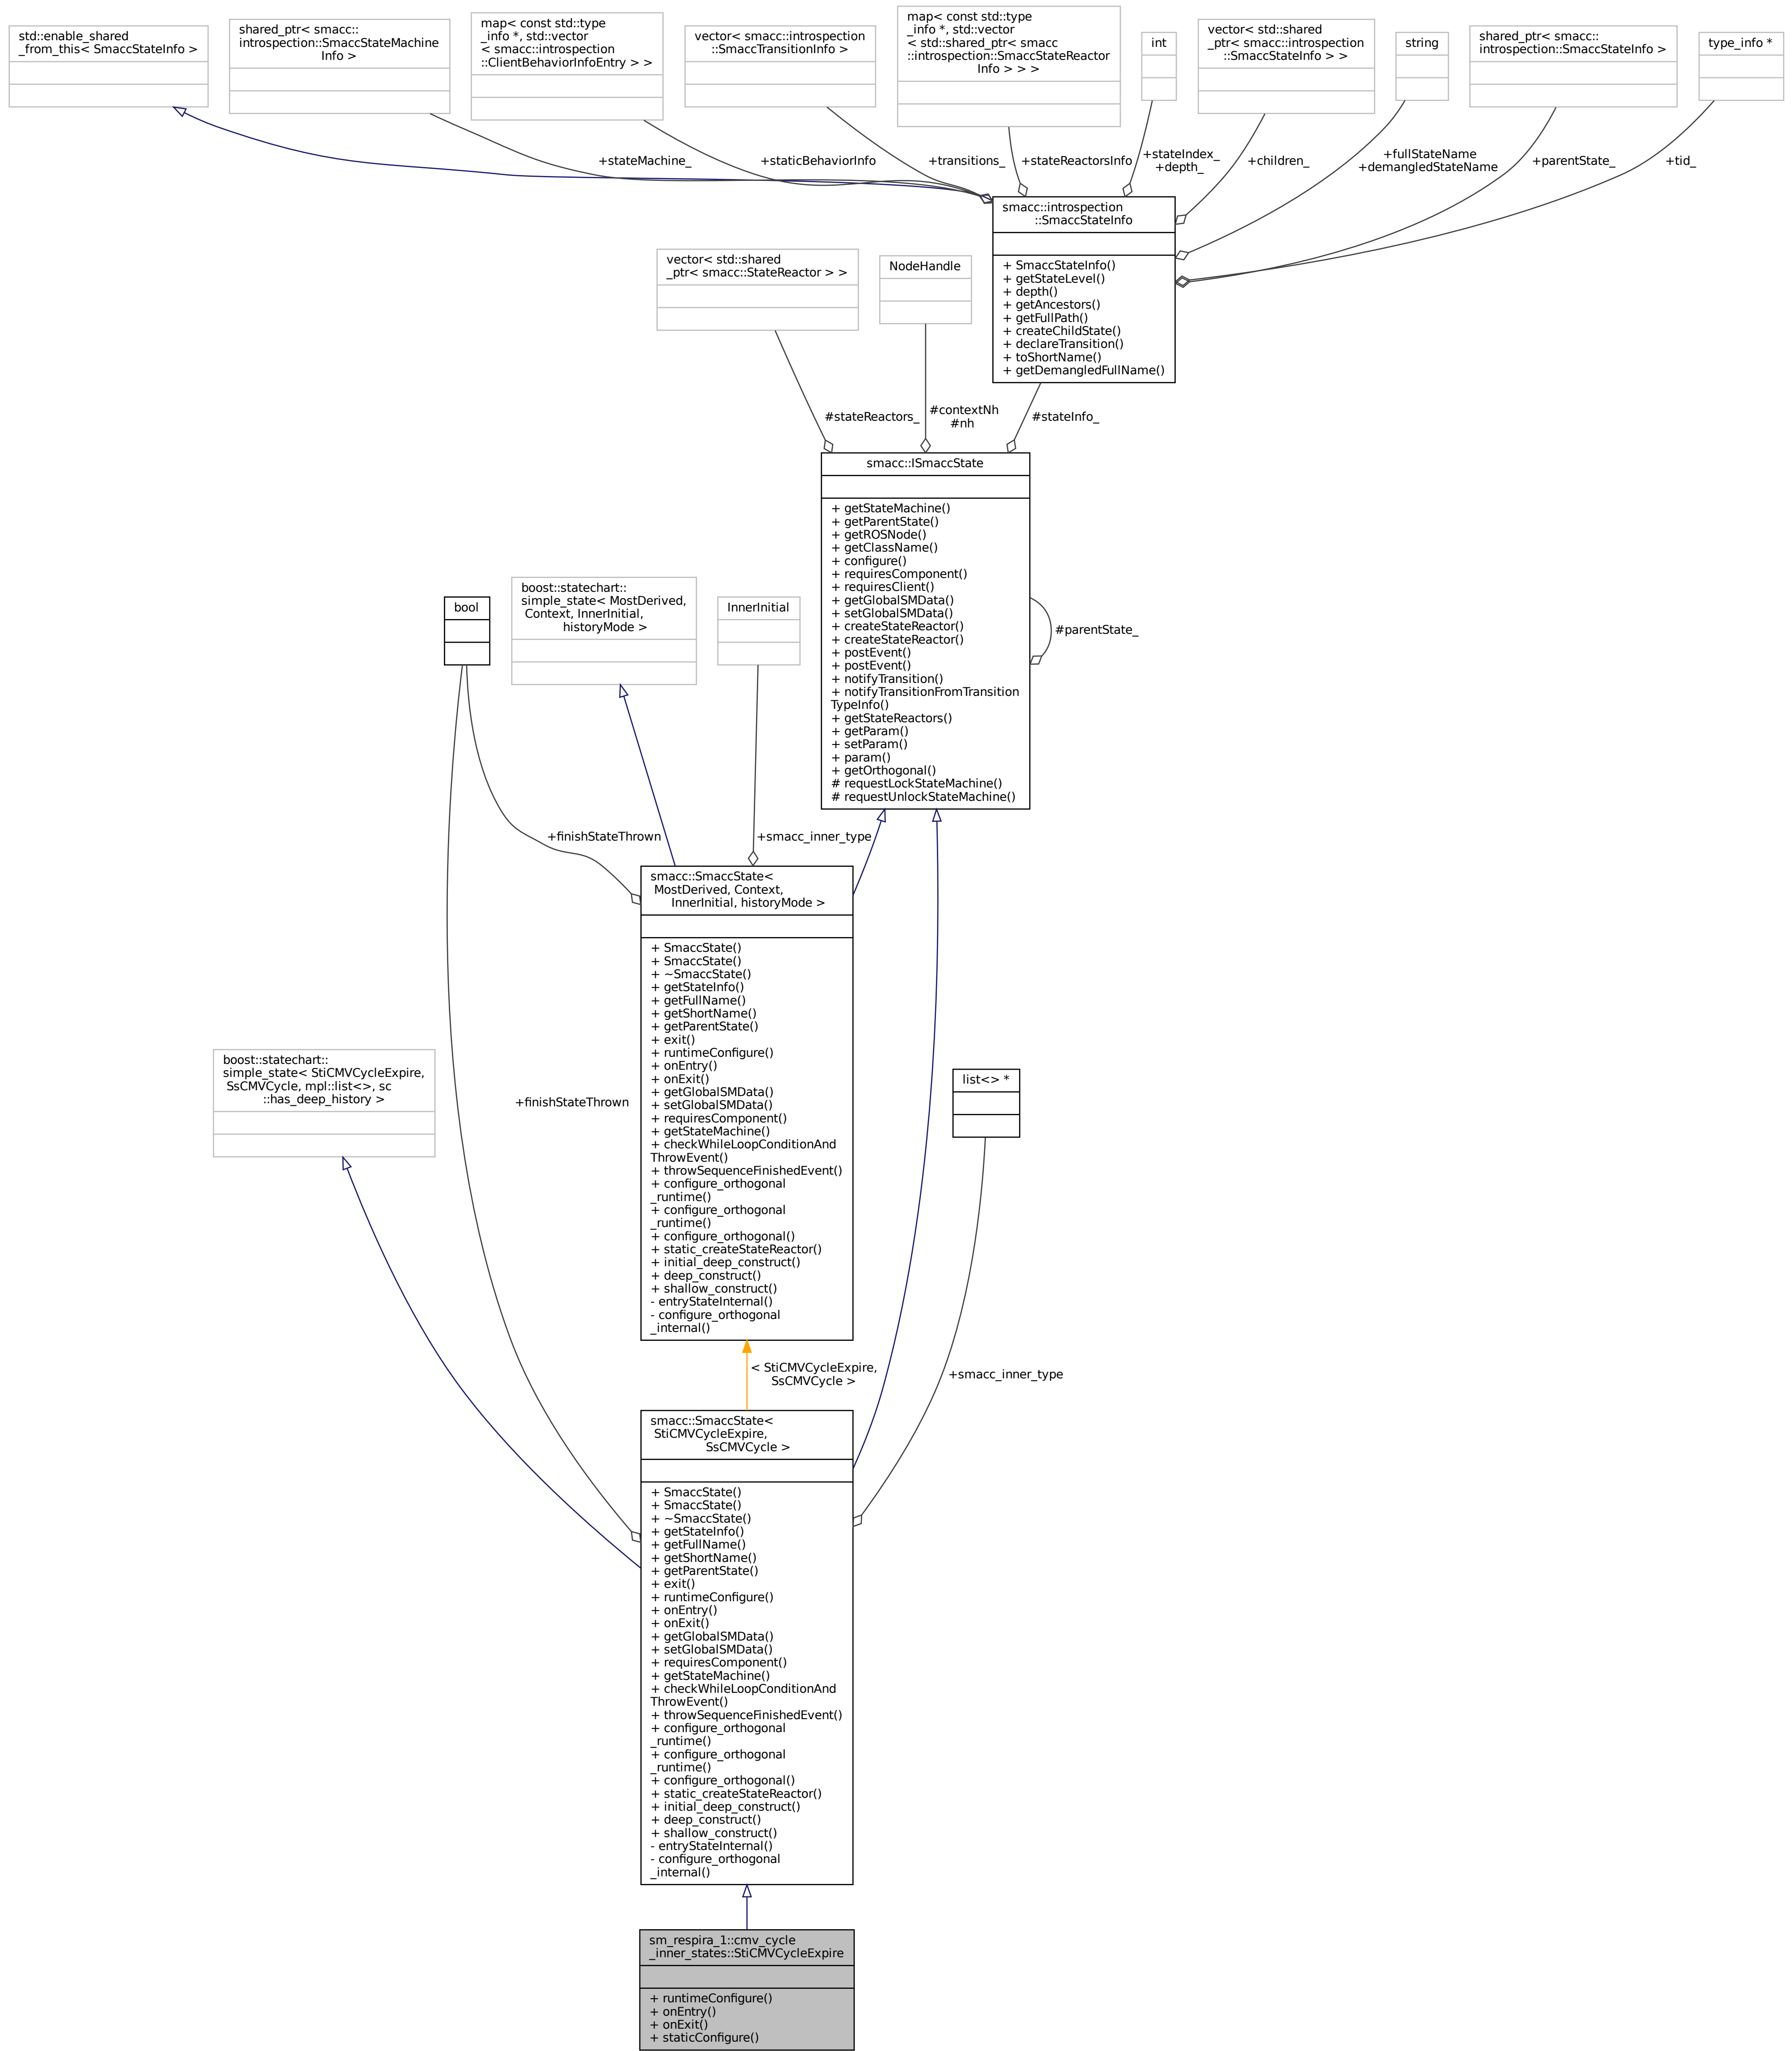 std::enable_shared
_from_this< SmaccStateInfo >
shared_ptr< smacc::
introspection::SmaccStateMachine
Info >
map< const std::type
_info *, std::vector
< smacc::introspection
::ClientBehaviorInfoEntry > >
vector< smacc::introspection
::SmaccTransitionInfo >
map< const std::type
_info *, std::vector
< std::shared_ptr< smacc
::introspection::SmaccStateReactor
Info > > >
int
vector< std::shared
_ptr< smacc::introspection
::SmaccStateInfo > >
string
shared_ptr< smacc::
introspection::SmaccStateInfo >
type_info *
+stateMachine_
+staticBehaviorInfo
+transitions_
+stateReactorsInfo
+stateIndex_
+depth_
+children_
+fullStateName
+demangledStateName
+parentState_
+tid_
smacc::introspection
::SmaccStateInfo
+ SmaccStateInfo()
+ getStateLevel()
+ depth()
+ getAncestors()
+ getFullPath()
+ createChildState()
+ declareTransition()
+ toShortName()
+ getDemangledFullName()
vector< std::shared
_ptr< smacc::StateReactor > >
NodeHandle
#stateReactors_
#contextNh
#nh
#stateInfo_
smacc::ISmaccState
+ getStateMachine()
+ getParentState()
+ getROSNode()
+ getClassName()
+ configure()
+ requiresComponent()
+ requiresClient()
+ getGlobalSMData()
+ setGlobalSMData()
+ createStateReactor()
+ createStateReactor()
+ postEvent()
+ postEvent()
+ notifyTransition()
+ notifyTransitionFromTransition
TypeInfo()
+ getStateReactors()
+ getParam()
+ setParam()
+ param()
+ getOrthogonal()
# requestLockStateMachine()
# requestUnlockStateMachine()
#parentState_
bool
boost::statechart::
simple_state< MostDerived,
Context, InnerInitial,
historyMode >
InnerInitial
+finishStateThrown
+smacc_inner_type
smacc::SmaccState<
MostDerived, Context,
InnerInitial, historyMode >
+ SmaccState()
+ SmaccState()
+ ~SmaccState()
+ getStateInfo()
+ getFullName()
+ getShortName()
+ getParentState()
+ exit()
+ runtimeConfigure()
+ onEntry()
+ onExit()
+ getGlobalSMData()
+ setGlobalSMData()
+ requiresComponent()
+ getStateMachine()
+ checkWhileLoopConditionAnd
ThrowEvent()
+ throwSequenceFinishedEvent()
+ configure_orthogonal
_runtime()
+ configure_orthogonal
_runtime()
+ configure_orthogonal()
+ static_createStateReactor()
+ initial_deep_construct()
+ deep_construct()
+ shallow_construct()
- entryStateInternal()
- configure_orthogonal
_internal()
boost::statechart::
simple_state< StiCMVCycleExpire,
SsCMVCycle, mpl::list<>, sc
::has_deep_history >
+finishStateThrown
list<> *
< StiCMVCycleExpire,
SsCMVCycle >
+smacc_inner_type
smacc::SmaccState<
StiCMVCycleExpire,
SsCMVCycle >
+ SmaccState()
+ SmaccState()
+ ~SmaccState()
+ getStateInfo()
+ getFullName()
+ getShortName()
+ getParentState()
+ exit()
+ runtimeConfigure()
+ onEntry()
+ onExit()
+ getGlobalSMData()
+ setGlobalSMData()
+ requiresComponent()
+ getStateMachine()
+ checkWhileLoopConditionAnd
ThrowEvent()
+ throwSequenceFinishedEvent()
+ configure_orthogonal
_runtime()
+ configure_orthogonal
_runtime()
+ configure_orthogonal()
+ static_createStateReactor()
+ initial_deep_construct()
+ deep_construct()
+ shallow_construct()
- entryStateInternal()
- configure_orthogonal
_internal()
sm_respira_1::cmv_cycle
_inner_states::StiCMVCycleExpire
+ runtimeConfigure()
+ onEntry()
+ onExit()
+ staticConfigure()